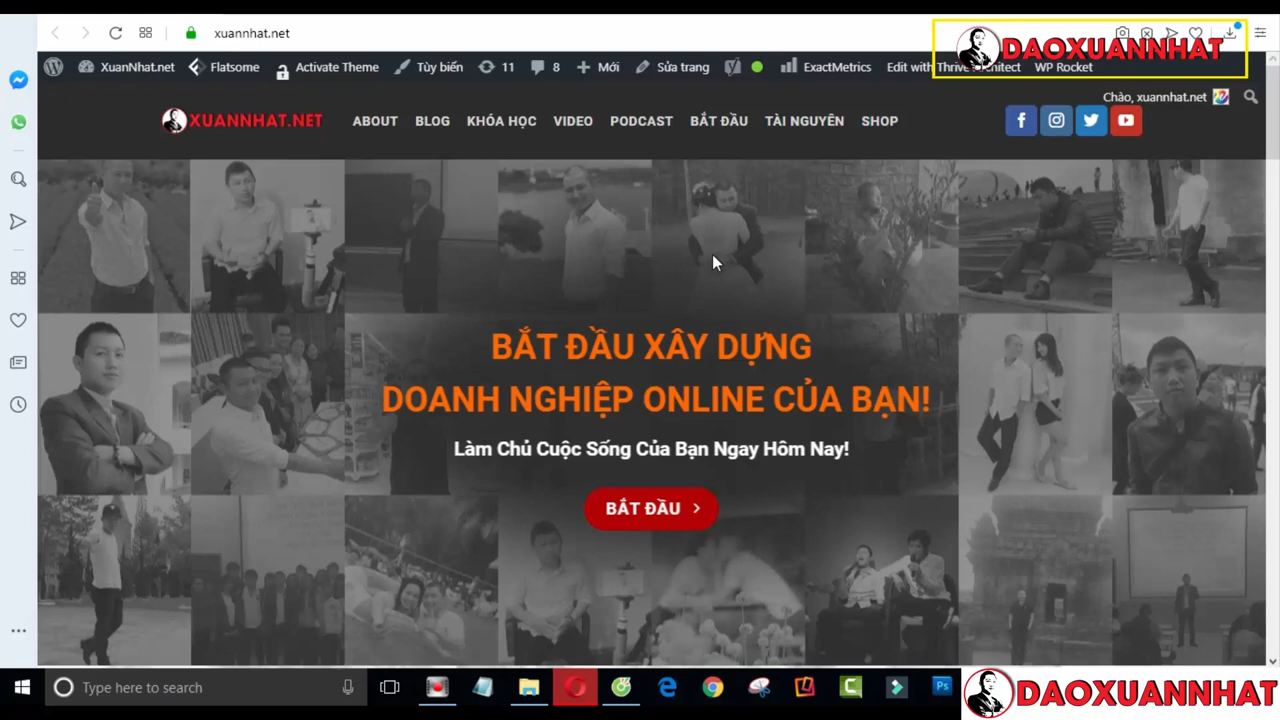 xuannhat.net
DAOXUANNHAT
XuanNhat.net Flatsome Activate Theme Tùy biến 11 8 Mới Sửa trang ExactMetrics Edit with Thrive Architect WP Rocket
Chào, xuannhat.net
XUANNHAT.NET ABOUT BLOG KHÓA HỌC VIDEO PODCAST BẮT ĐẦU TÀI NGUYÊN SHOP
BẮT ĐẦU XÂY DỰNG
DOANH NGHIỆP ONLINE CỦA BẠN!
Làm Chủ Cuộc Sống Của Bạn Ngay Hôm Nay!
BẮT ĐẦU
Type here to search
Ps
DAOXUANNHAT